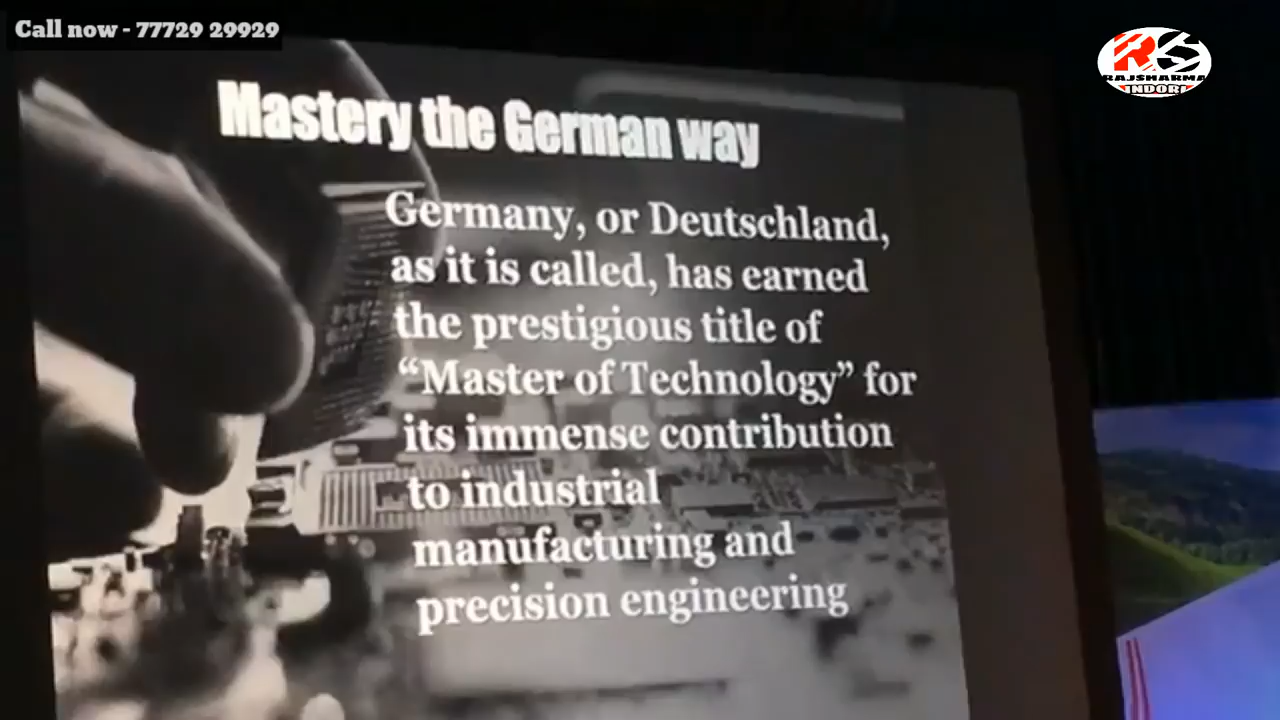 Call now - 77729 29929
RS
RAJSHARMA
INDORE
Mastery the German way
Germany, or Deutschland,
as it is called, has earned
the prestigious title of
“Master of Technology” for
its immense contribution
to industrial
manufacturing and
precision engineering